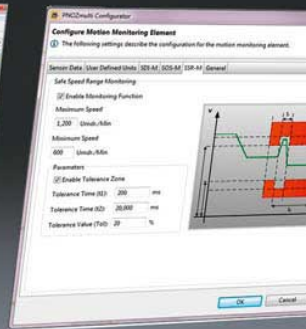 PNOZmulti Configurator
Configure Motion Monitoring Element
The following settings describe the configuration for the motion monitoring element.
Sensor Data User Defined Units SDI-M SOS-M SSR-M General
Safe Speed Range Monitoring
Enable Monitoring Function
Maximum Speed
1,200 Umdr./Min
Minimum Speed
600 Umdr./Min
Parameters
Enable Tolerance Zone
Tolerance Time (t1): 200 ms
Tolerance Time (t2): 20,000 ms
Tolerance Value (Tol): 20 %
v
OK Cancel